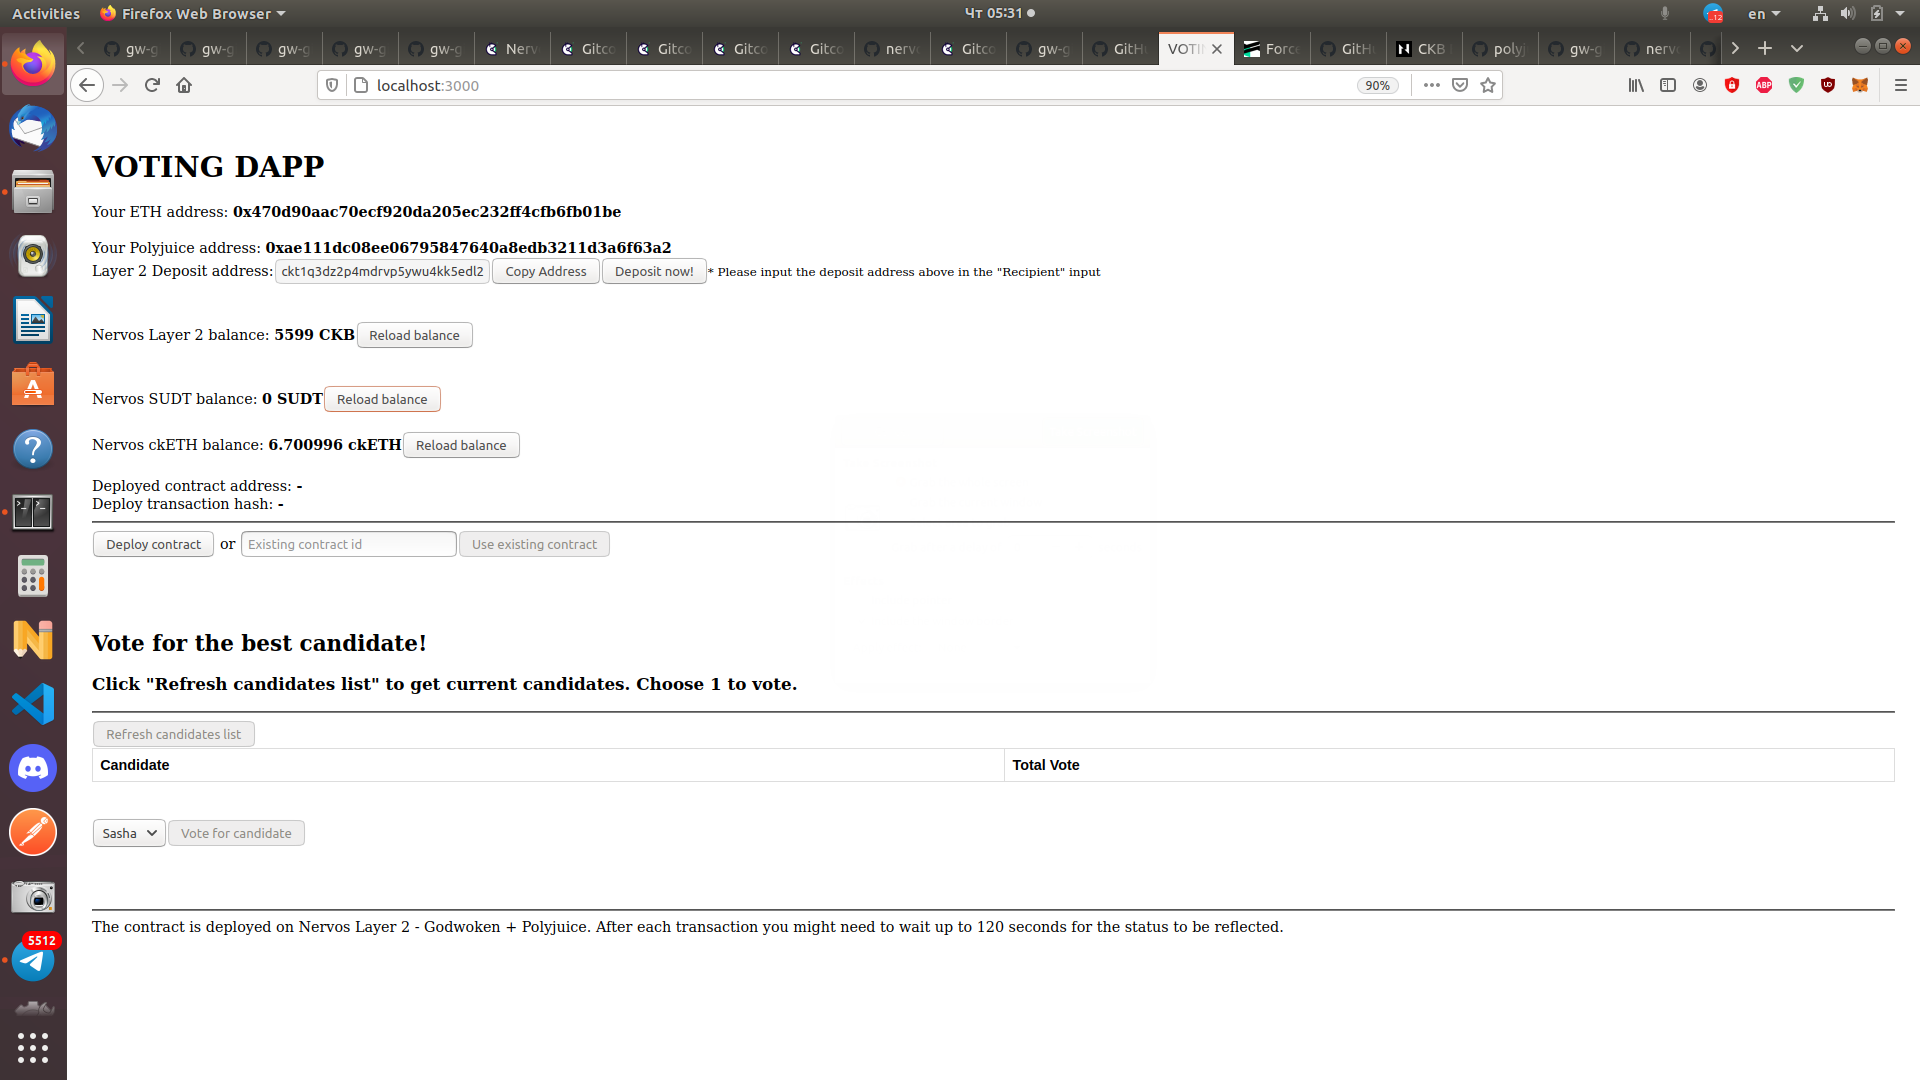 Activities Firefox Web Browser Чт 05:31 12 en
gw-g gw-g gw-g gw-g gw-g Nerv Gitco Gitco Gitco Gitco nerv Gitco gw-g GitH VOTI Force GitH CKB polyj gw-g nerv
localhost:3000 90% ABP
VOTING DAPP
Your ETH address: 0x470d90aac70ecf920da205ec232ff4cfb6fb01be
Your Polyjuice address: 0xae111dc08ee06795847640a8edb3211d3a6f63a2
Layer 2 Deposit address: ckt1q3dz2p4mdrvp5ywu4kk5edl2 Copy Address Deposit now! * Please input the deposit address above in the "Recipient" input
Nervos Layer 2 balance: 5599 CKB Reload balance
Nervos SUDT balance: 0 SUDT Reload balance
Nervos ckETH balance: 6.700996 ckETH Reload balance
Deployed contract address: -
Deploy transaction hash: -
Deploy contract or Existing contract id Use existing contract
Vote for the best candidate!
Click "Refresh candidates list" to get current candidates. Choose 1 to vote.
Refresh candidates list
Candidate Total Vote
Sasha Vote for candidate
5512
The contract is deployed on Nervos Layer 2 - Godwoken + Polyjuice. After each transaction you might need to wait up to 120 seconds for the status to be reflected.